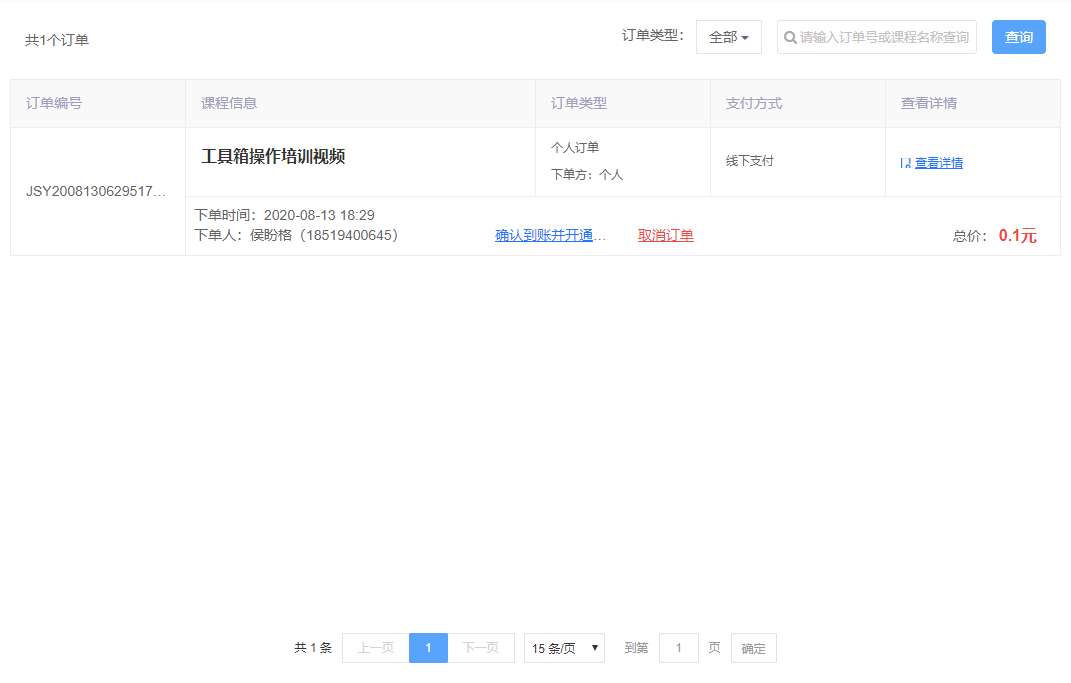 共1个订单
订单类型： 全部 请输入订单号或课程名称查询 查询
订单编号 课程信息 订单类型 支付方式 查看详情
JSY2008130629517...
工具箱操作培训视频
个人订单
下单方：个人
线下支付
查看详情
下单时间：2020-08-13 18:29
下单人：侯盼格（18519400645） 确认到账并开通... 取消订单 总价： 0.1元
共 1 条 上一页 1 下一页 15 条/页 到第 1 页 确定